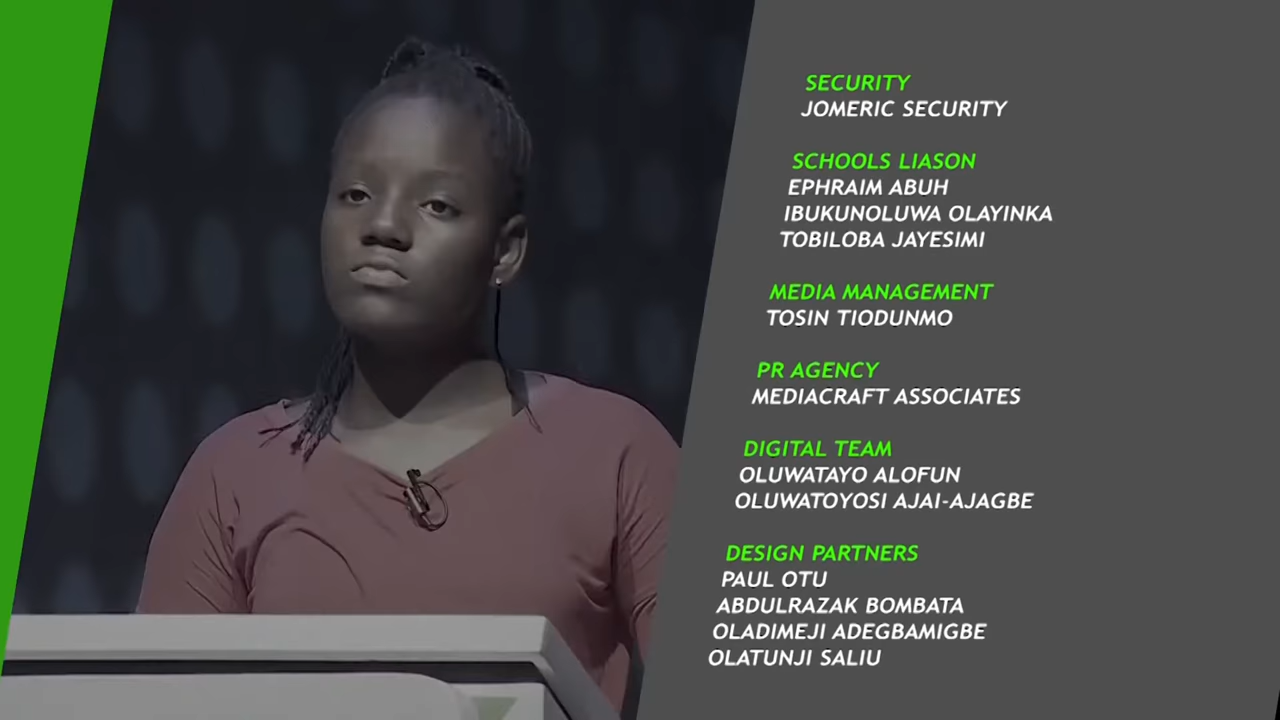 SECURITY
JOMERIC SECURITY
SCHOOLS LIASON
EPHRAIM ABUH
IBUKUNOLUWA OLAYINKA
TOBILOBA JAYESIMI
MEDIA MANAGEMENT
TOSIN TIODUNMO
PR AGENCY
MEDIACRAFT ASSOCIATES
DIGITAL TEAM
OLUWATAYO ALOFUN
OLUWATOYOSI AJAI-AJAGBE
DESIGN PARTNERS
PAUL OTU
ABDULRAZAK BOMBATA
OLADIMEJI ADEGBAMIGBE
OLATUNJI SALIU